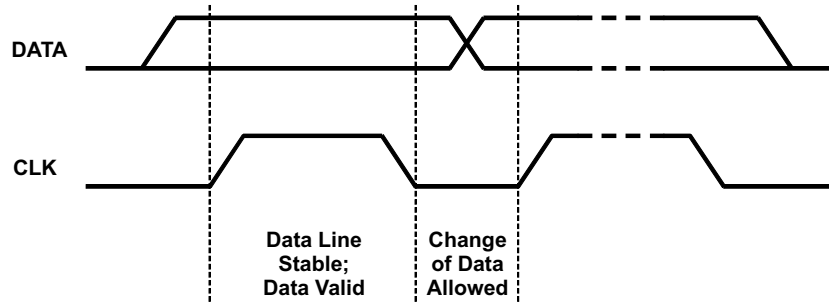 DATA
CLK
Data Line
Stable;
Data Valid
Change
of Data
Allowed